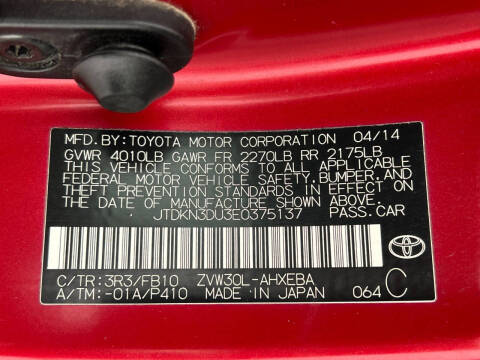 MFD. BY: TOYOTA MOTOR CORPORATION 04/14
GVWR 4010LB GAWR FR 2270LB RR 2175LB
THIS VEHICLE CONFORMS TO ALL APPLICABLE
FEDERAL MOTOR VEHICLE SAFETY, BUMPER, AND
THEFT PREVENTION STANDARDS IN EFFECT ON
THE DATE OF MANUFACTURE SHOWN ABOVE.
JTDKN3DU3E0375137 PASS.CAR
C/TR: 3R3/FB10 ZVW30L-AHXEBA
A/TM: -01A/P410 MADE IN JAPAN 064 C
TOYOTA